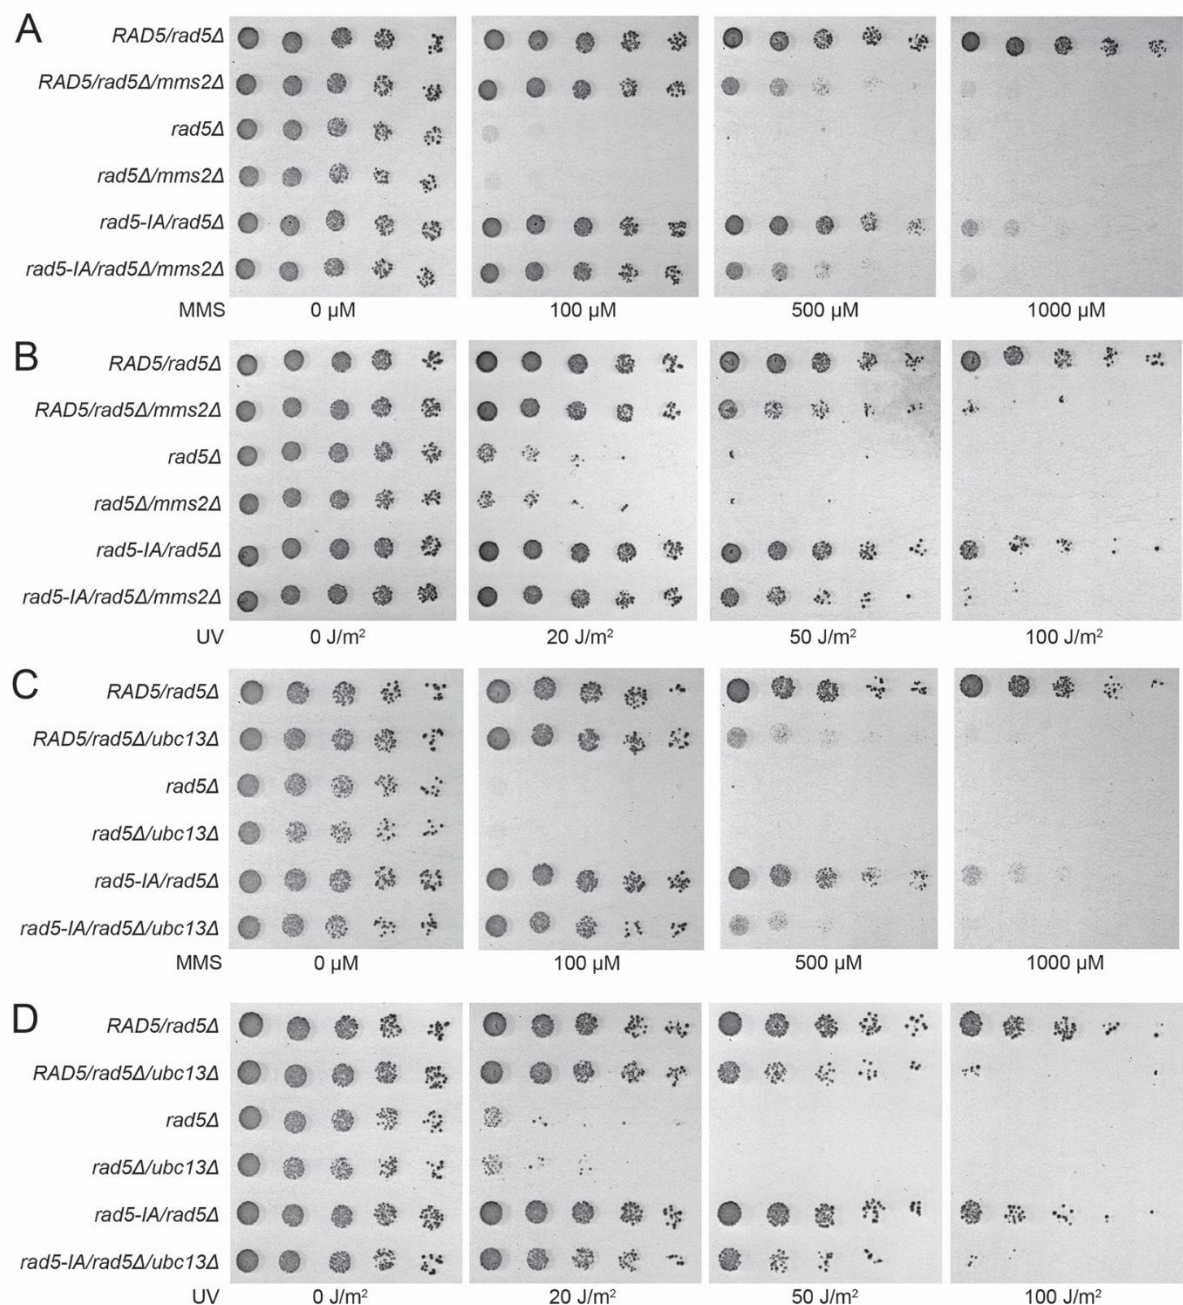 A
RAD5/rad5Δ
RAD5/rad5Δ/mms2Δ
rad5Δ
rad5Δ/mms2Δ
rad5-IA/rad5Δ
rad5-IA/rad5Δ/mms2Δ
MMS 0 µM 100 µM 500 µM 1000 µM
B
RAD5/rad5Δ
RAD5/rad5Δ/mms2Δ
rad5Δ
rad5Δ/mms2Δ
rad5-IA/rad5Δ
rad5-IA/rad5Δ/mms2Δ
UV 0 J/m² 20 J/m² 50 J/m² 100 J/m²
C
RAD5/rad5Δ
RAD5/rad5Δ/ubc13Δ
rad5Δ
rad5Δ/ubc13Δ
rad5-IA/rad5Δ
rad5-IA/rad5Δ/ubc13Δ
MMS 0 µM 100 µM 500 µM 1000 µM
D
RAD5/rad5Δ
RAD5/rad5Δ/ubc13Δ
rad5Δ
rad5Δ/ubc13Δ
rad5-IA/rad5Δ
rad5-IA/rad5Δ/ubc13Δ
UV 0 J/m² 20 J/m² 50 J/m² 100 J/m²